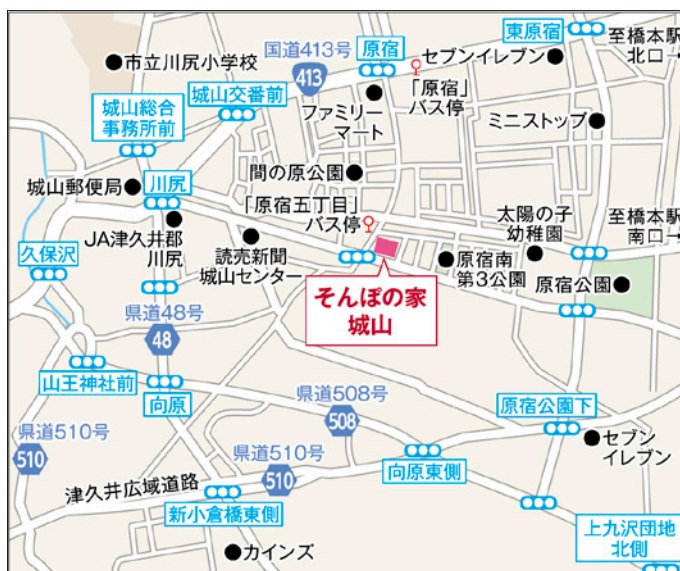 国道413号
413
原宿
東原宿
至橋本駅
北口
市立川尻小学校
セブンイレブン
「原宿」
バス停
城山総合
事務所前
城山交番前
ファミリー
マート
ミニストップ
間の原公園
城山郵便局
川尻
「原宿五丁目」
バス停
太陽の子
幼稚園
至橋本駅
南口
JA津久井郡
川尻
久保沢
読売新聞
城山センター
原宿南
第3公園
原宿公園
そんぽの家
城山
県道48号
48
山王神社前
向原
県道508号
508
原宿公園下
県道510号
510
県道510号
510
向原東側
セブン
イレブン
津久井広域道路
新小倉橋東側
上九沢団地
北側
カインズ